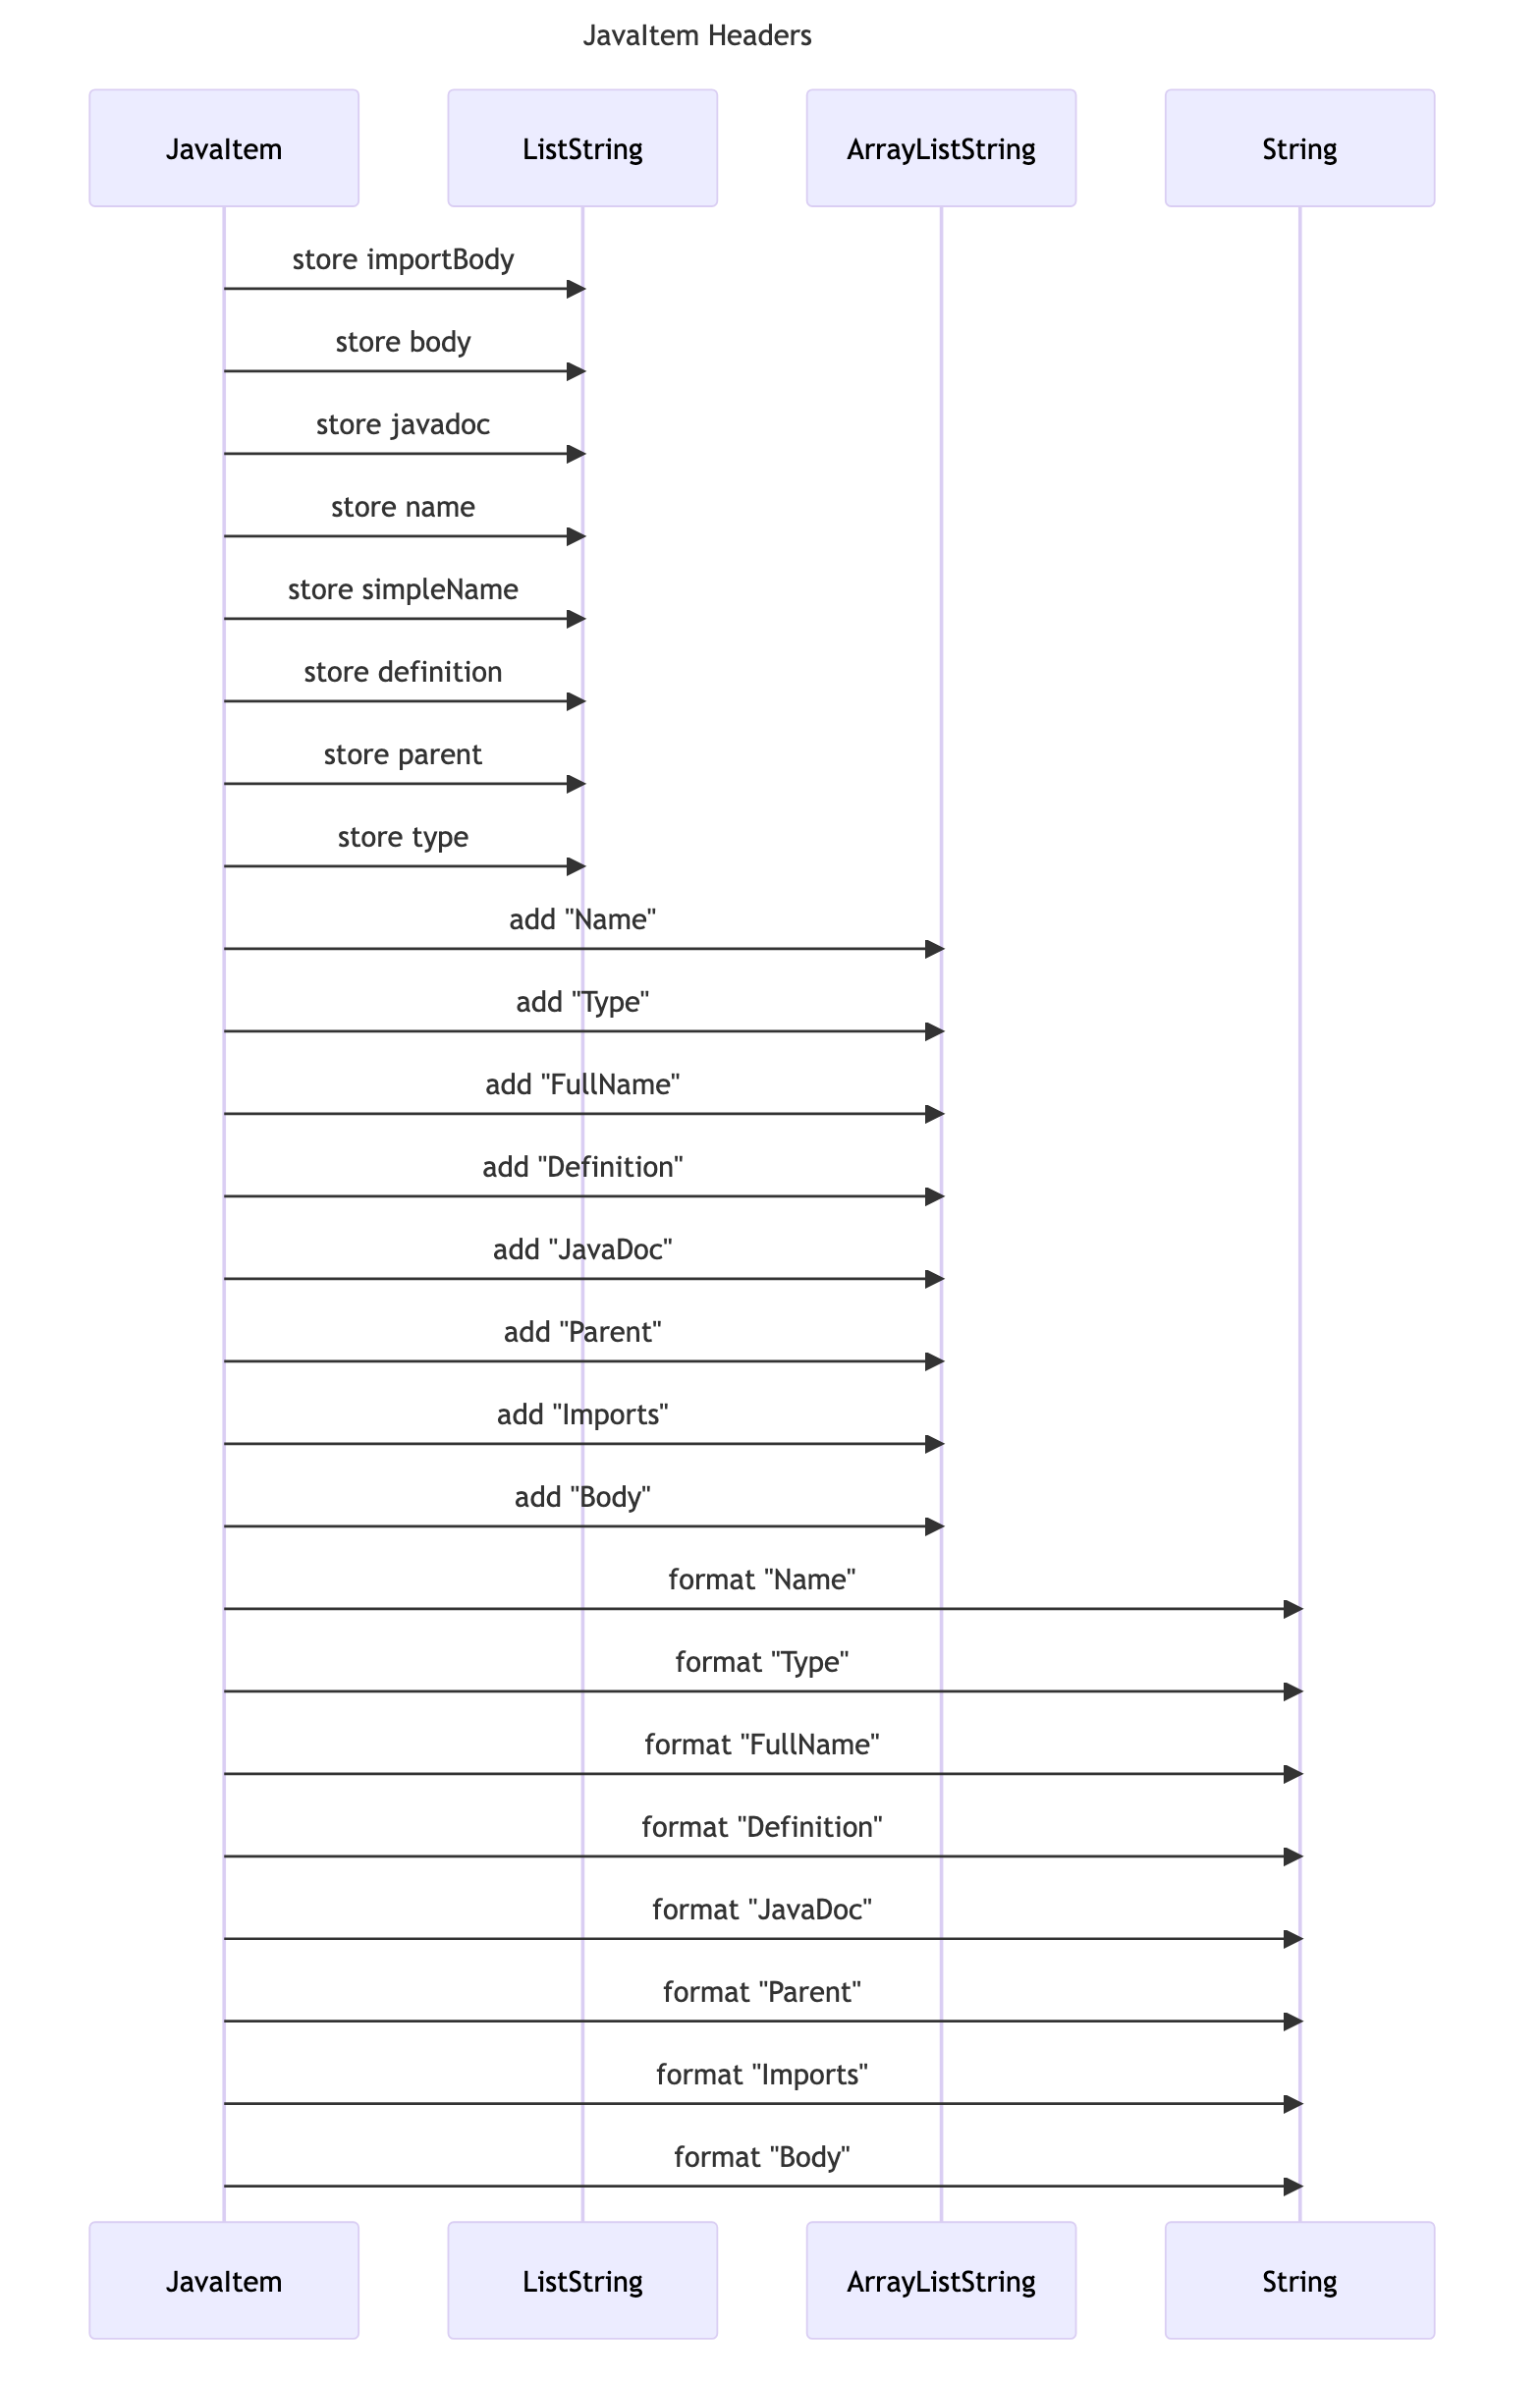 JavaItem Headers
JavaItem
ListString
ArrayListString
String
store importBody
store body
store javadoc
store name
store simpleName
store definition
store parent
store type
add "Name"
add "Type"
add "FullName"
add "Definition"
add "JavaDoc"
add "Parent"
add "Imports"
add "Body"
format "Name"
format "Type"
format "FullName"
format "Definition"
format "JavaDoc"
format "Parent"
format "Imports"
format "Body"
JavaItem
ListString
ArrayListString
String